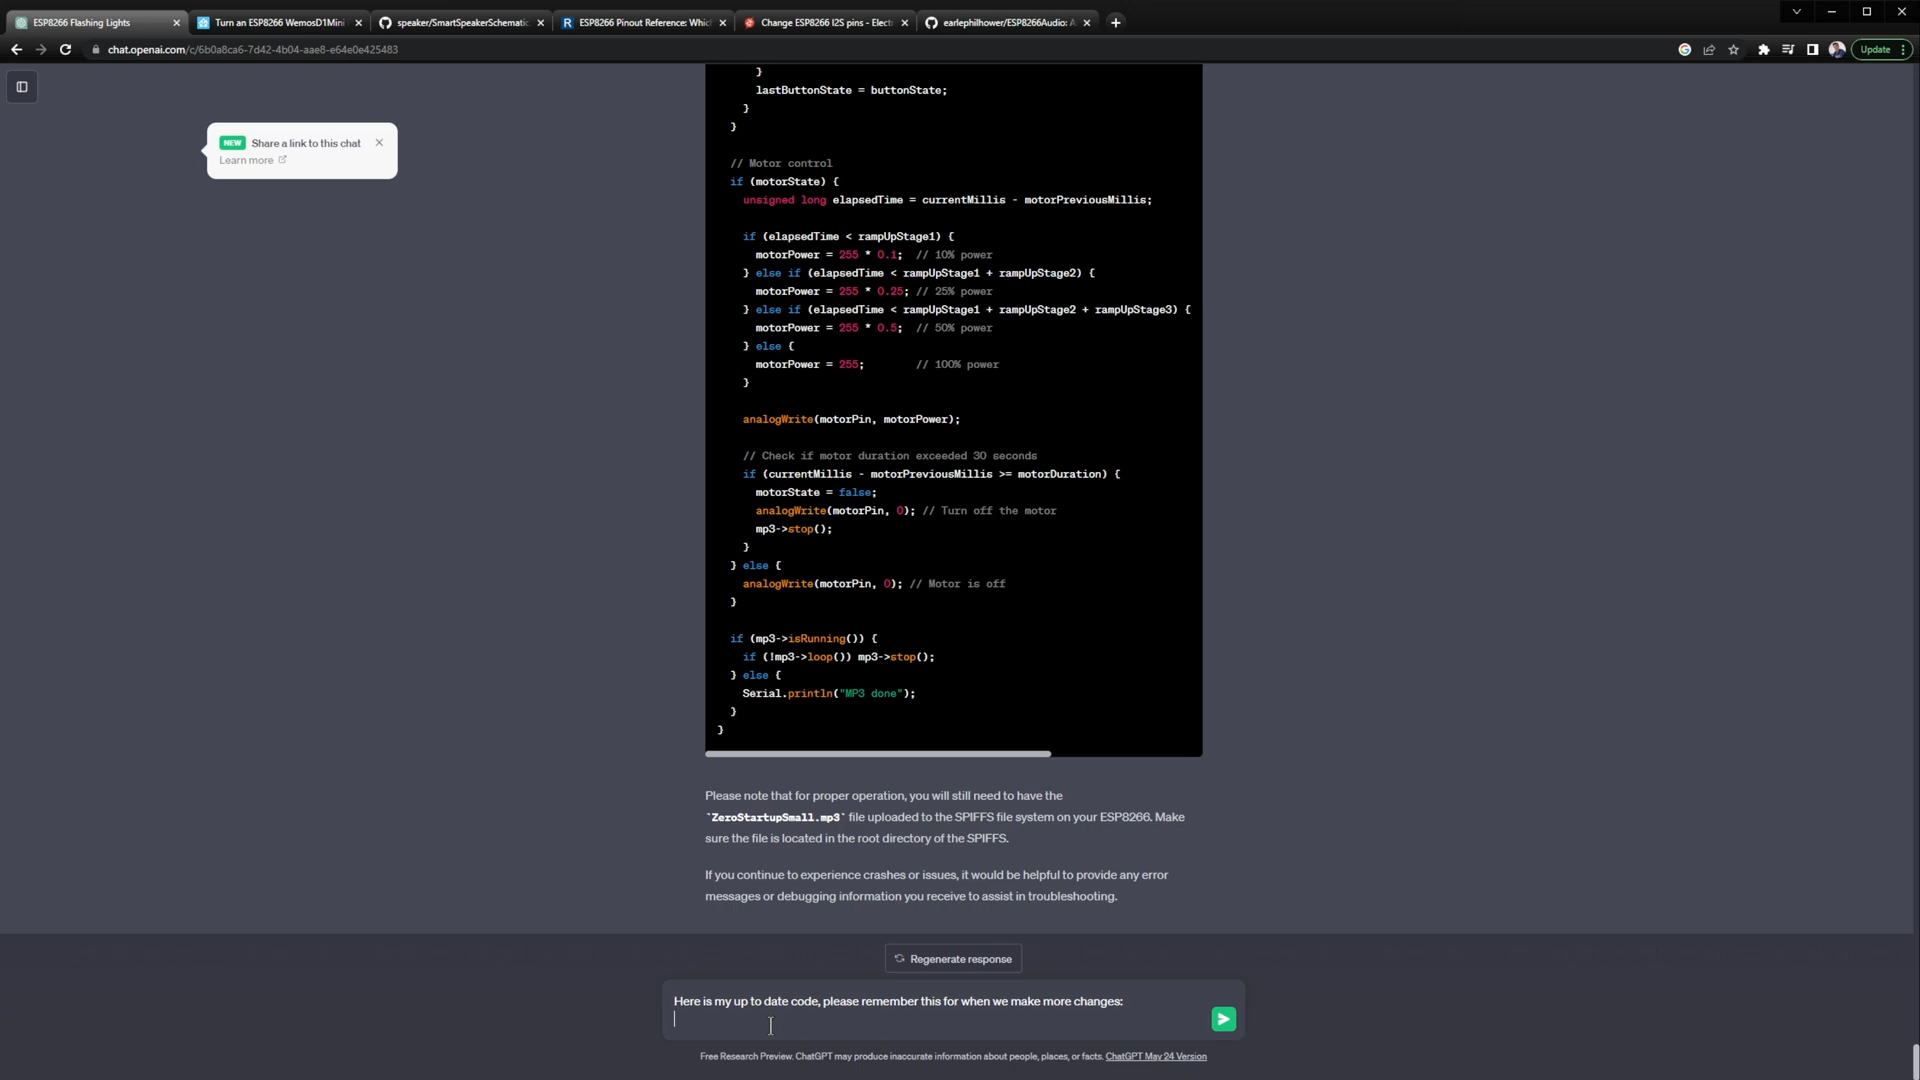 ESP8266 Flashing Lights
Turn an ESP8266 WemosD1Mini
speaker/SmartSpeakerSchematic
ESP8266 Pinout Reference: Whic
Change ESP8266 I2S pins - Electr
earlephilhower/ESP8266Audio: A
chat.openai.com/c/6b0a8ca6-7d42-4b04-aae8-e64e0e425483
Update
NEW Share a link to this chat
Learn more
}
lastButtonState = buttonState;
}
}
// Motor control
if (motorState) {
unsigned long elapsedTime = currentMillis - motorPreviousMillis;
if (elapsedTime < rampUpStage1) {
motorPower = 255 * 0.1;  // 10% power
} else if (elapsedTime < rampUpStage1 + rampUpStage2) {
motorPower = 255 * 0.25; // 25% power
} else if (elapsedTime < rampUpStage1 + rampUpStage2 + rampUpStage3) {
motorPower = 255 * 0.5;  // 50% power
} else {
motorPower = 255;        // 100% power
}
analogWrite(motorPin, motorPower);
// Check if motor duration exceeded 30 seconds
if (currentMillis - motorPreviousMillis >= motorDuration) {
motorState = false;
analogWrite(motorPin, 0); // Turn off the motor
mp3->stop();
}
} else {
analogWrite(motorPin, 0); // Motor is off
}
if (mp3->isRunning()) {
if (!mp3->loop()) mp3->stop();
} else {
Serial.println("MP3 done");
}
}
Please note that for proper operation, you will still need to have the
`ZeroStartupSmall.mp3` file uploaded to the SPIFFS file system on your ESP8266. Make
sure the file is located in the root directory of the SPIFFS.
If you continue to experience crashes or issues, it would be helpful to provide any error
messages or debugging information you receive to assist in troubleshooting.
Regenerate response
Here is my up to date code, please remember this for when we make more changes:
Free Research Preview. ChatGPT may produce inaccurate information about people, places, or facts. ChatGPT May 24 Version